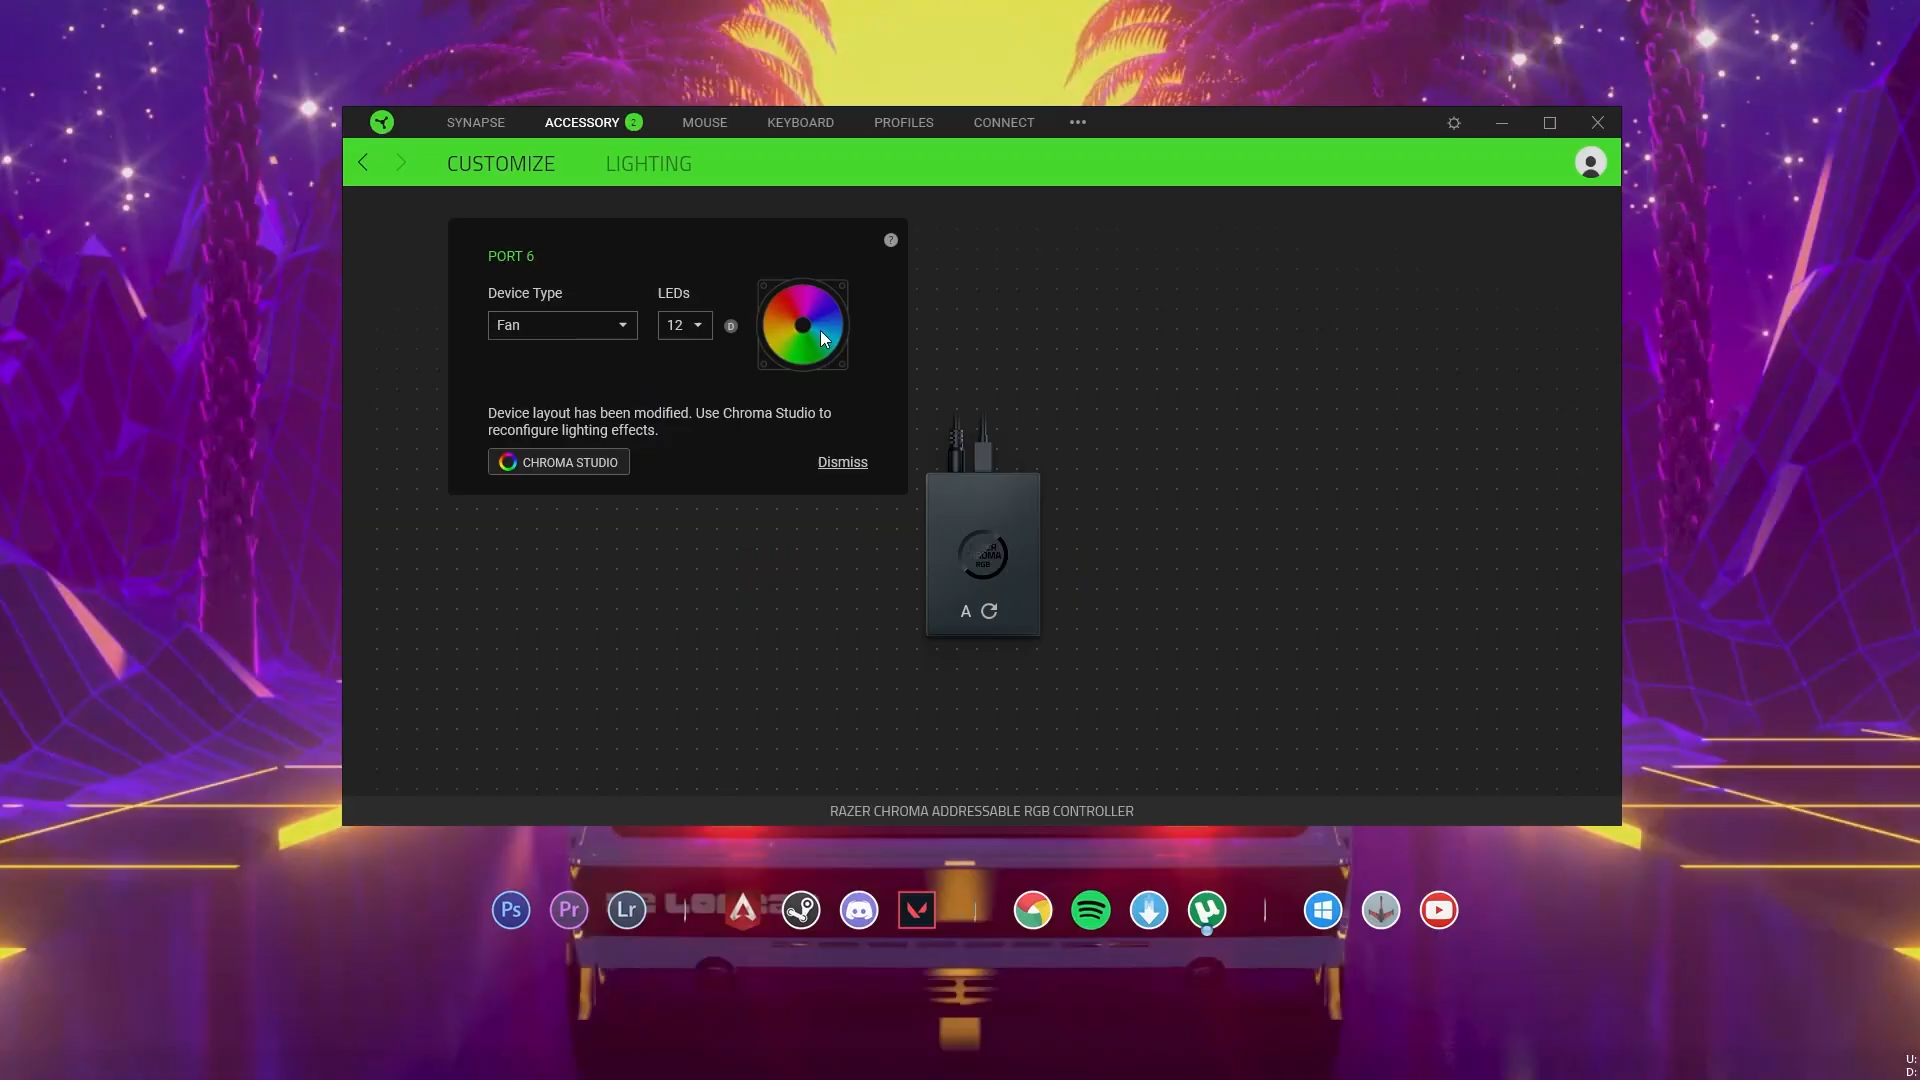 SYNAPSE ACCESSORY 2 MOUSE KEYBOARD PROFILES CONNECT
CUSTOMIZE LIGHTING
PORT 6
?
Device Type LEDs
Fan 12 D
Device layout has been modified. Use Chroma Studio to
reconfigure lighting effects.
CHROMA STUDIO Dismiss
CHROMA
RGB
A
RAZER CHROMA ADDRESSABLE RGB CONTROLLER
Ps Pr Lr
U:
D: